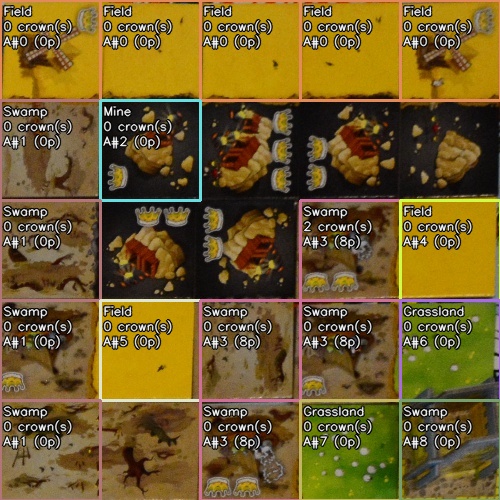 Field
0 crown(s)
A#0 (0p)
Field
0 crown(s)
A#0 (0p)
Field
0 crown(s)
A#0 (0p)
Field
0 crown(s)
A#0 (0p)
Field
0 crown(s)
A#0 (0p)
Swamp
0 crown(s)
A#1 (0p)
Mine
0 crown(s)
A#2 (0p)
Swamp
0 crown(s)
A#1 (0p)
Swamp
2 crown(s)
A#3 (8p)
Field
0 crown(s)
A#4 (0p)
Swamp
0 crown(s)
A#1 (0p)
Field
0 crown(s)
A#5 (0p)
Swamp
0 crown(s)
A#3 (8p)
Swamp
0 crown(s)
A#3 (8p)
Grassland
0 crown(s)
A#6 (0p)
Swamp
0 crown(s)
A#1 (0p)
Swamp
0 crown(s)
A#3 (8p)
Grassland
0 crown(s)
A#7 (0p)
Swamp
0 crown(s)
A#8 (0p)